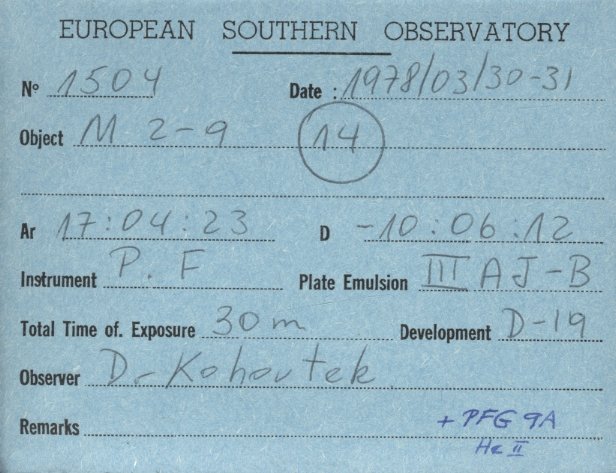 EUROPEAN SOUTHERN OBSERVATORY
Nº 1504 Date : 1978/03/30-31
Object M 2-9 14
Ar 17:04:23 D -10:06:12
Instrument P. F Plate Emulsion III AJ-B
Total Time of. Exposure 30m Development D-19
Observer Dr Kohoutek
Remarks + PFG 9A
He II